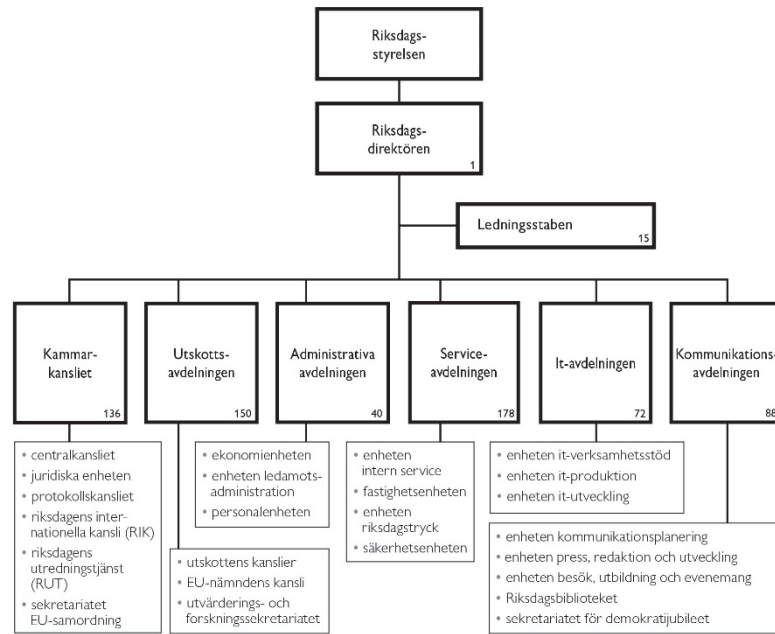 Riksdags-
styrelsen
Riksdags-
direktören
1
Ledningsstaben
15
Kammar-
kansliet
136
Utskotts-
avdelningen
150
Administrativa
avdelningen
40
Service-
avdelningen
178
It-avdelningen
72
Kommunikations-
avdelningen
88
• centralkansliet
• juridiska enheten
• protokollskansliet
• riksdagens inter-
nationella kansli (RIK)
• riksdagens
utredningstjänst
(RUT)
• sekretariatet
EU-samordning
• utskottens kanslier
• EU-nämndens kansli
• utvärderings- och
forskningssekretariatet
• ekonomienheten
• enheten ledamots-
administration
• personalenheten
• enheten
intern service
• fastighetsenheten
• enheten
riksdagstryck
• säkerhetsenheten
• enheten it-verksamhetsstöd
• enheten it-produktion
• enheten it-utveckling
• enheten kommunikationsplanering
• enheten press, redaktion och utveckling
• enheten besök, utbildning och evenemang
• Riksdagsbiblioteket
• sekretariatet för demokratijubileet